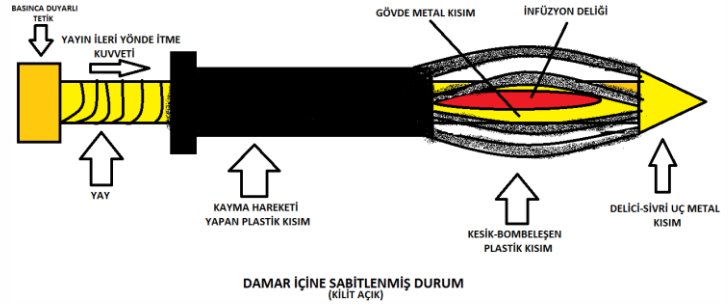 BASINCA DUYARLI
TETİK
YAYIN İLERİ YÖNDE İTME
KUVVETİ
GÖVDE METAL KISIM
İNFÜZYON DELİĞİ
YAY
KAYMA HAREKETİ
YAPAN PLASTİK KISIM
KESİK-BOMBELEŞEN
PLASTİK KISIM
DELİCİ-SİVRİ UÇ METAL
KISIM
DAMAR İÇİNE SABİTLENMİŞ DURUM
(KİLİT AÇIK)